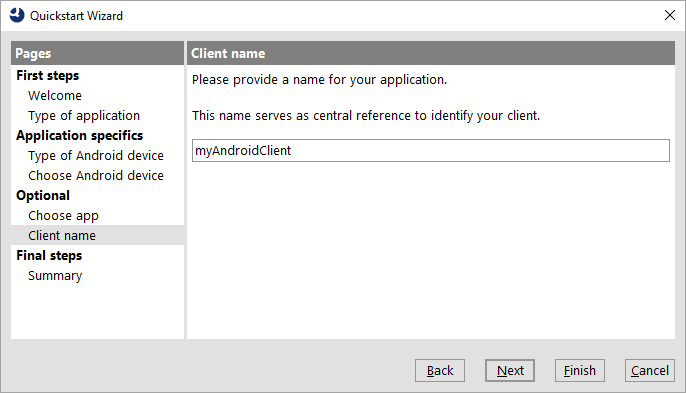 Quickstart Wizard
Pages
First steps
Welcome
Type of application
Application specifics
Type of Android device
Choose Android device
Optional
Choose app
Client name
Final steps
Summary
Client name
Please provide a name for your application.
This name serves as central reference to identify your client.
myAndroidClient
Back
Next
Finish
Cancel